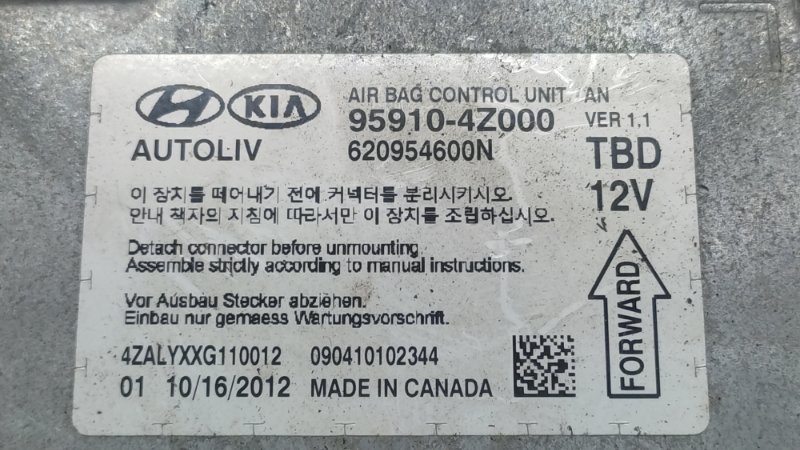 KIA AIR BAG CONTROL UNIT AN
95910-4Z000 VER 1.1
AUTOLIV 620954600N TBD
이 장치를 떼어내기 전에 커넥터를 분리시키시오. 12V
안내 책자의 지침에 따라서만 이 장치를 조립하십시오.
Detach connector before unmounting.
Assemble strictly according to manual instructions.
Vor Ausbau Stecker abziehen.
Einbau nur gemaess Wartungsvorschrift.
FORWARD
4ZALYXXG110012 090410102344
01 10/16/2012 MADE IN CANADA